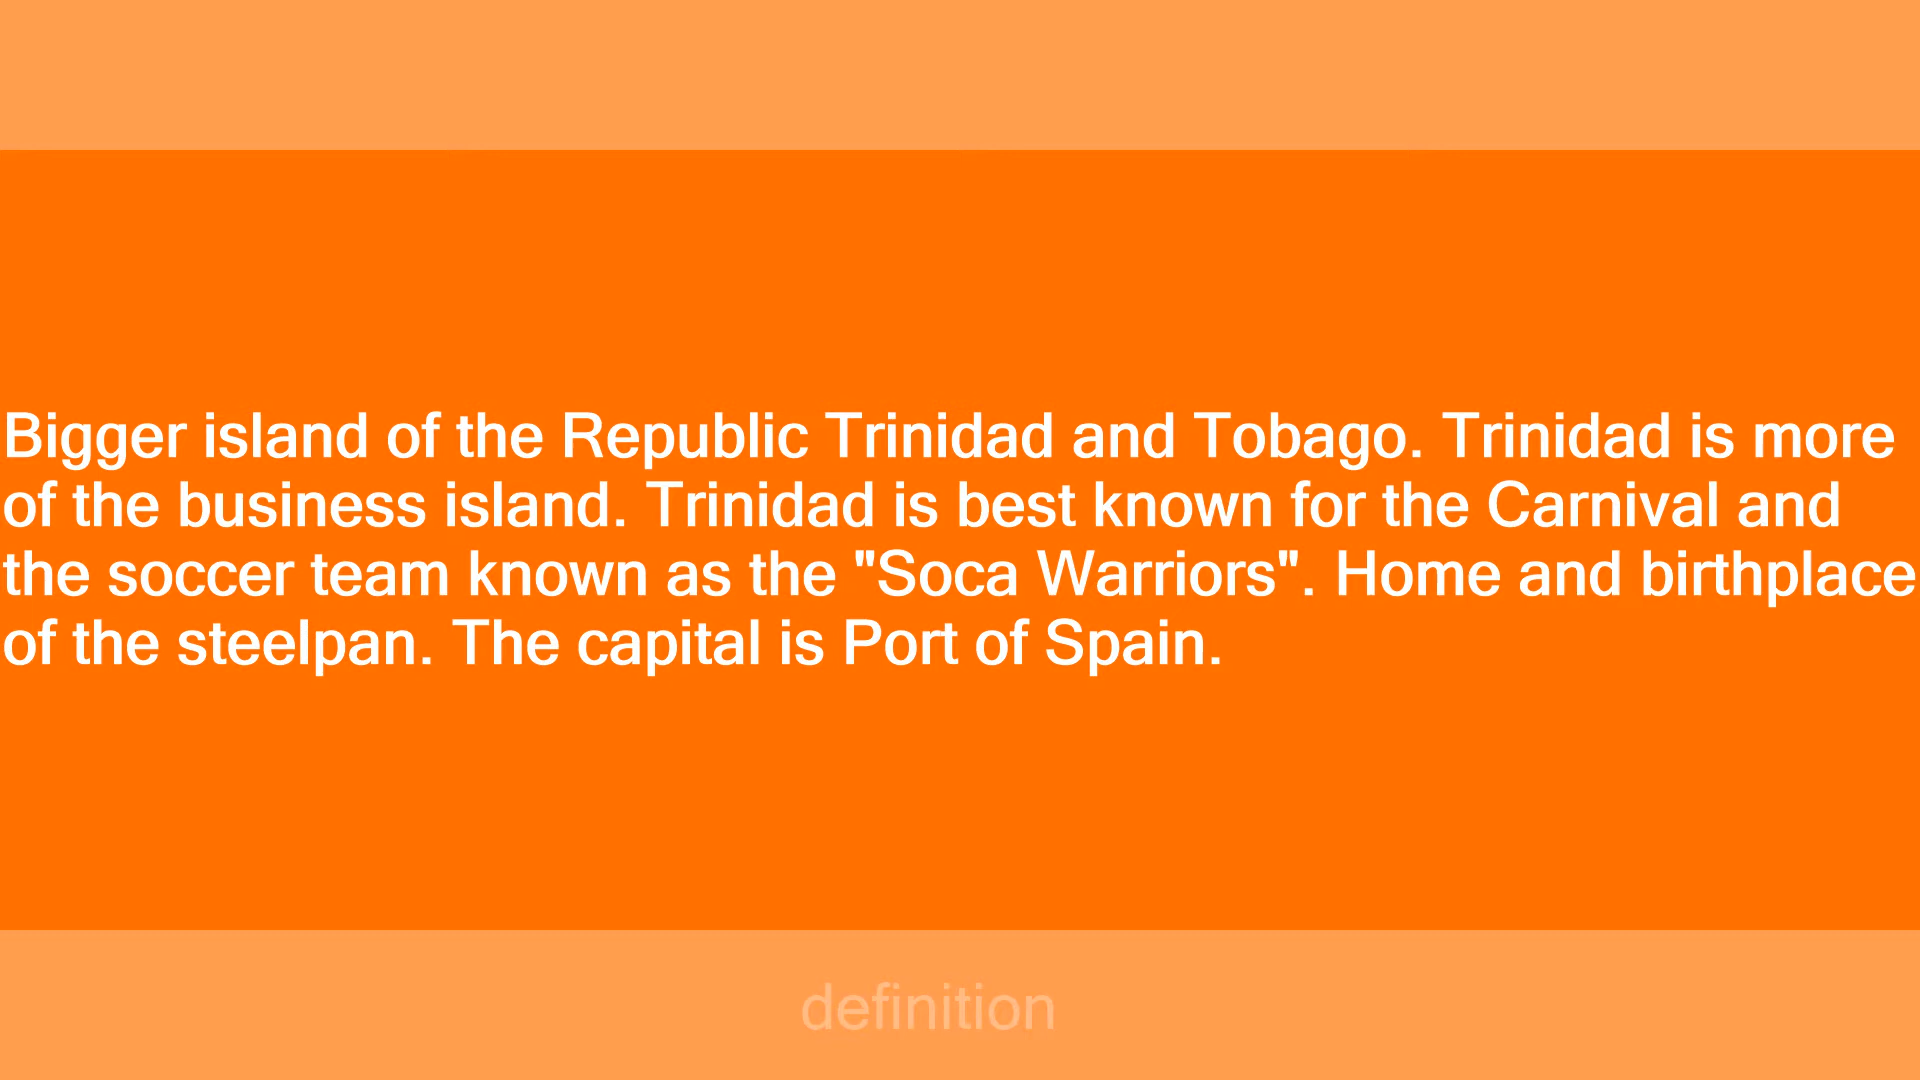 Bigger island of the Republic Trinidad and Tobago. Trinidad is more
of the business island. Trinidad is best known for the Carnival and
the soccer team known as the "Soca Warriors". Home and birthplace
of the steelpan. The capital is Port of Spain.
definition